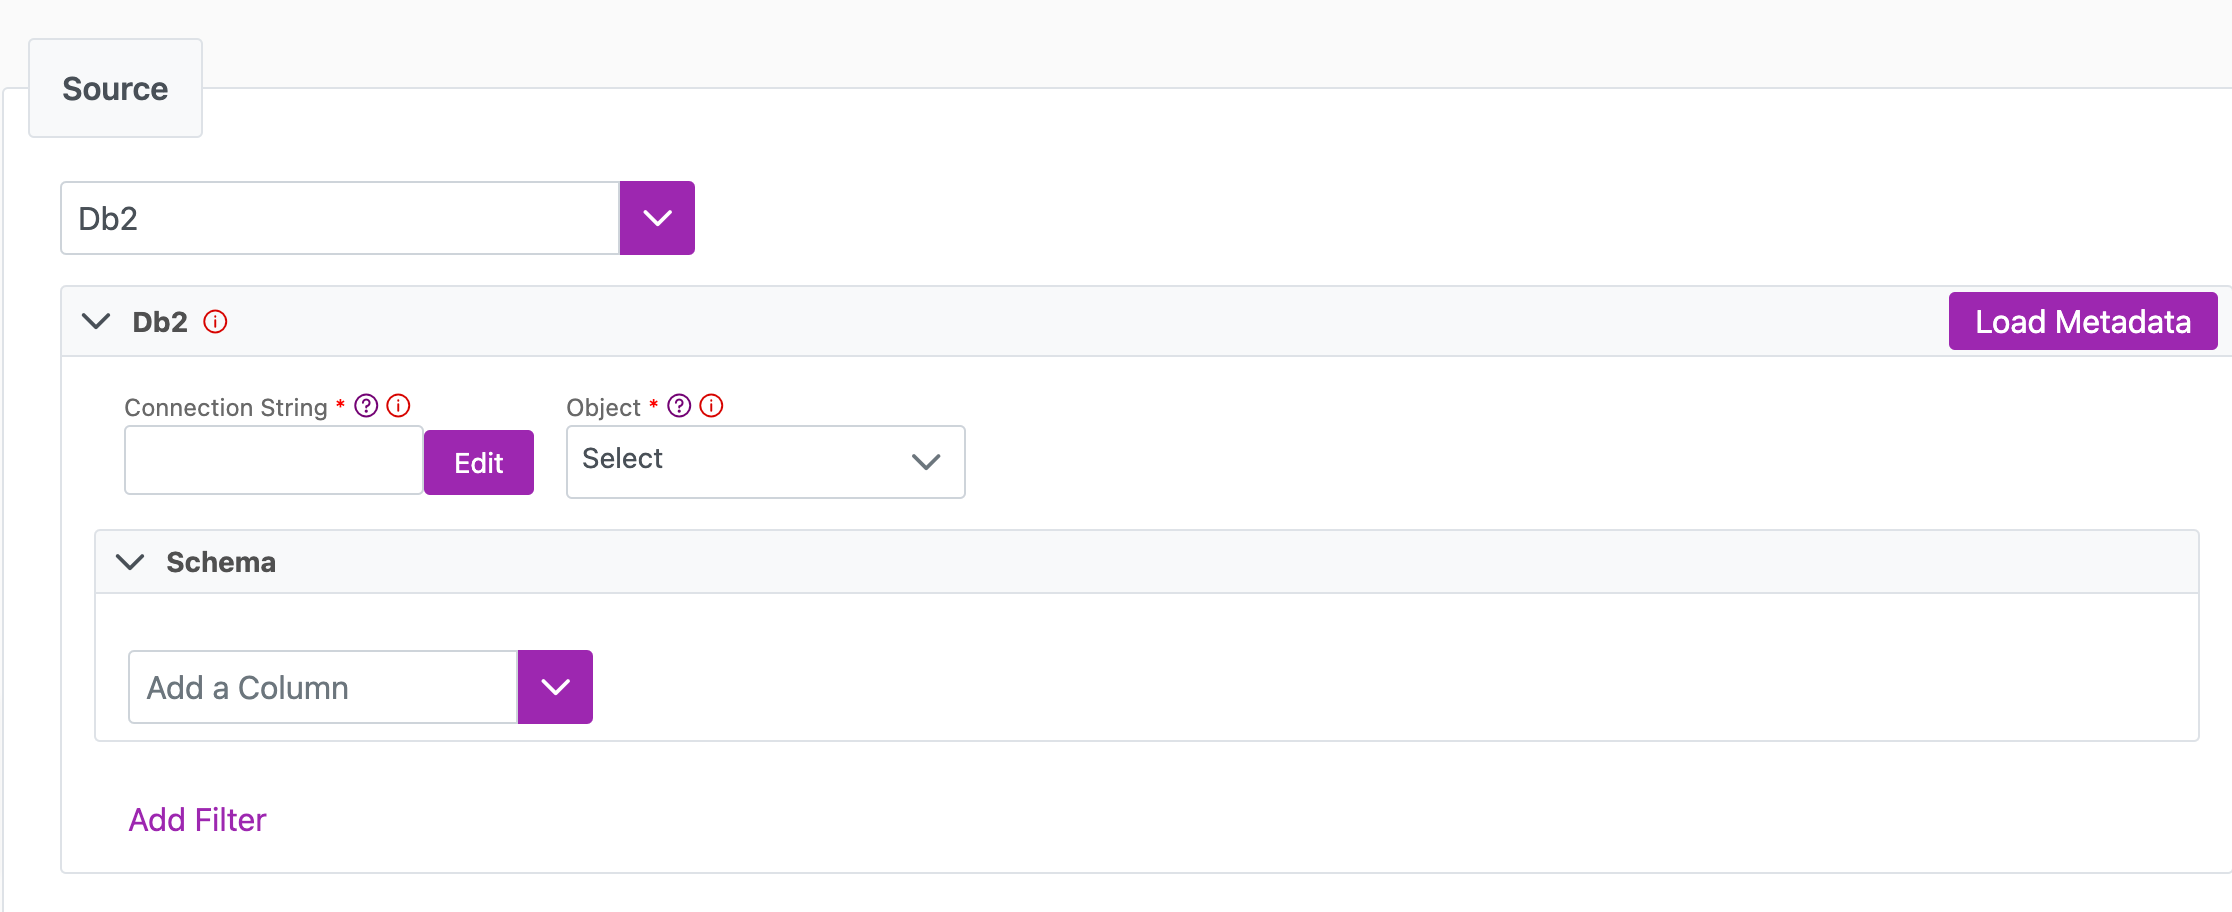 Source
Db2
Db2
Load Metadata
Connection String *
Object *
Edit
Select
Schema
Add a Column
Add Filter